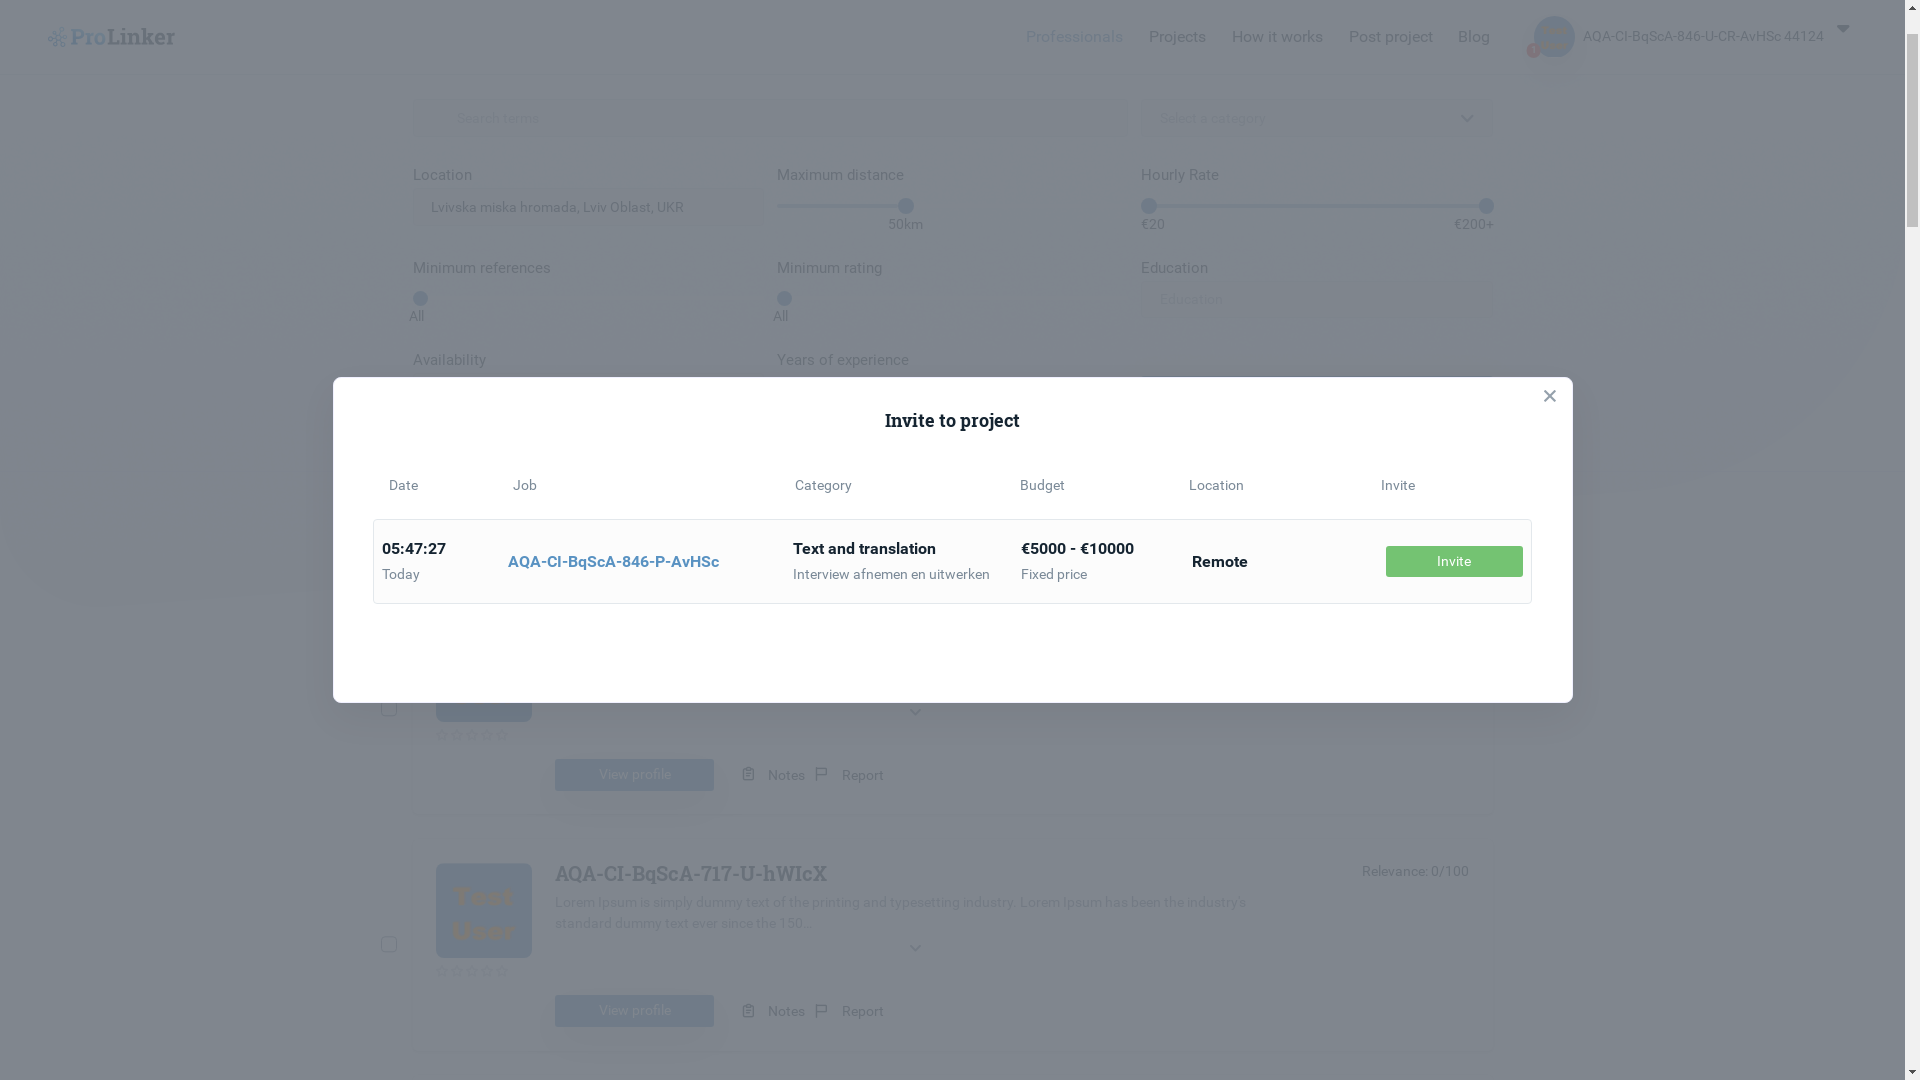 ProLinker
Professionals
Projects
How it works
Post project
Blog
AQA-CI-BqScA-846-U-CR-AvHSc 44124
Search terms
Select a category
Location
Maximum distance
Hourly Rate
Lvivska miska hromada, Lviv Oblast, UKR
50km
€20
€200+
Minimum references
Minimum rating
Education
Education
All
All
Availability
Years of experience
Invite to project
Date
Job
Category
Budget
Location
Invite
05:47:27
Today
AQA-CI-BqScA-846-P-AvHSc
Text and translation
Interview afnemen en uitwerken
€5000 - €10000
Fixed price
Remote
Invite
View profile
Notes
Report
Test
User
AQA-CI-BqScA-717-U-hWIcX
Relevance: 0/100
Lorem Ipsum is simply dummy text of the printing and typesetting industry. Lorem Ipsum has been the industry's
standard dummy text ever since the 150...
View profile
Notes
Report